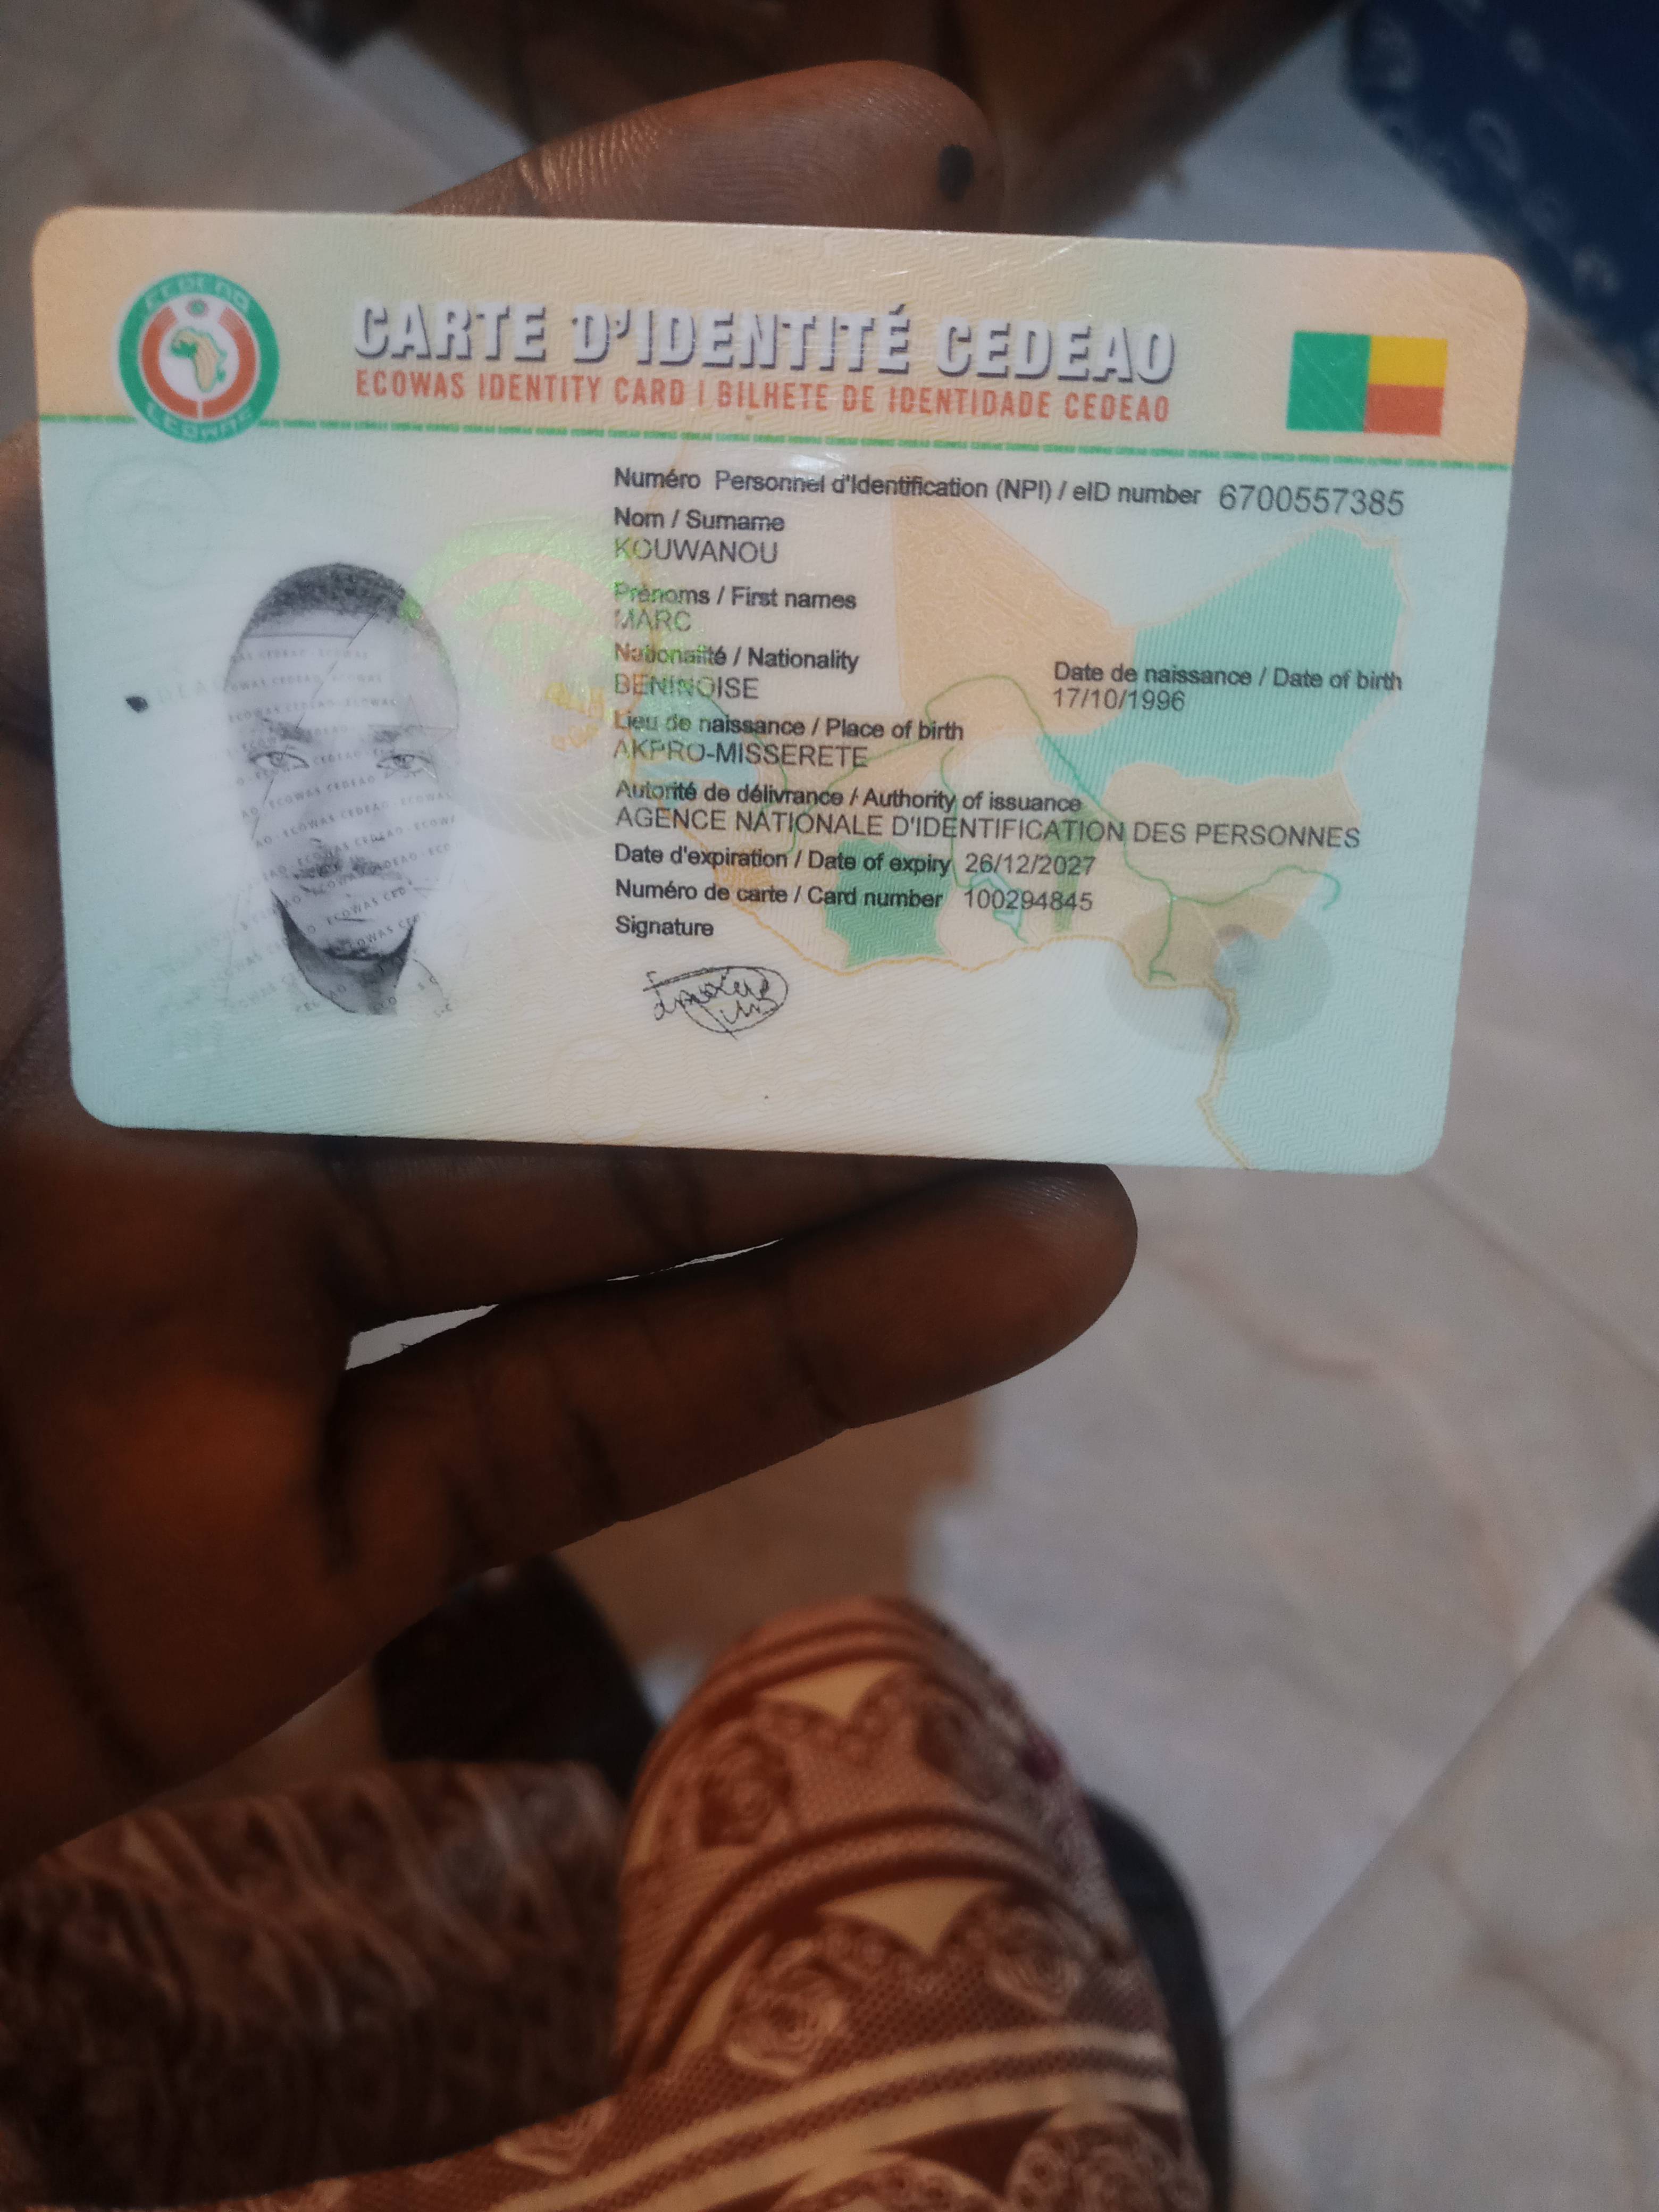 CEDEAO
ECOWAS
CARTE D'IDENTITÉ CEDEAO
ECOWAS IDENTITY CARD | BILHETE DE IDENTIDADE CEDEAO
Numéro Personnel d'Identification (NPI) / eID number 6700557385
Nom / Surname
KOUWANOU
Prénoms / First names
MARC
Nationalité / Nationality
BENINOISE
Date de naissance / Date of birth
17/10/1996
Lieu de naissance / Place of birth
AKPRO-MISSERETE
Autorité de délivrance / Authority of issuance
AGENCE NATIONALE D'IDENTIFICATION DES PERSONNES
Date d'expiration / Date of expiry 26/12/2027
Numéro de carte / Card number 100294845
Signature